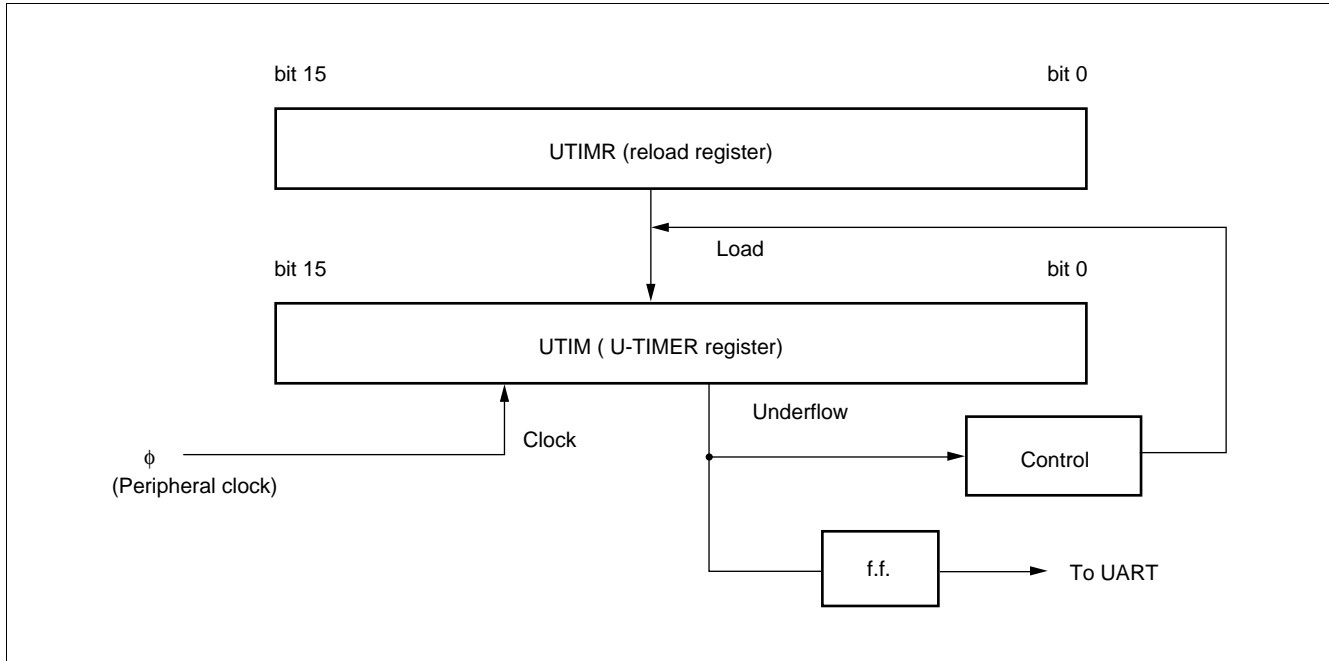 bit 15
bit 0
UTIMR (reload register)
Load
bit 15
bit 0
UTIM ( U-TIMER register)
Underflow
Clock
Control
φ
(Peripheral clock)
f.f.
To UART